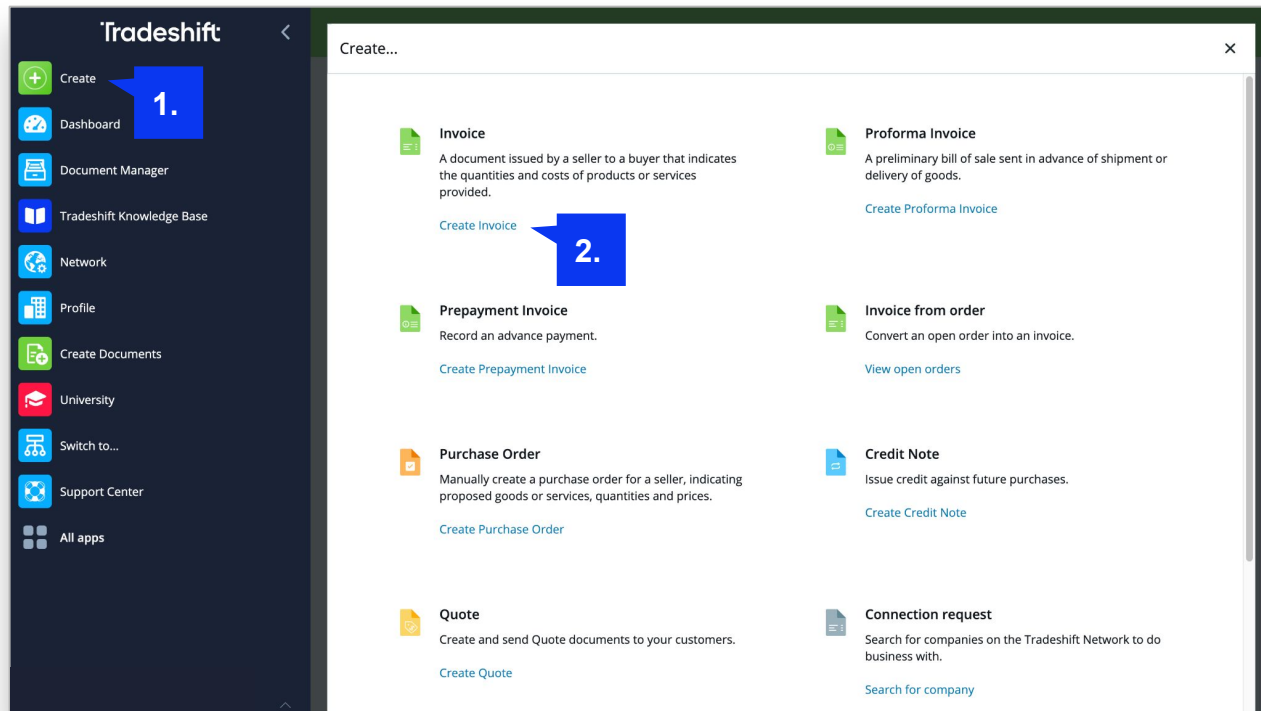 Tradeshift
Create
1.
Dashboard
Document Manager
Tradeshift Knowledge Base
Network
Profile
Create Documents
University
Switch to...
Support Center
All apps
Create...
Invoice
A document issued by a seller to a buyer that indicates
the quantities and costs of products or services
provided.
Create Invoice
2.
Proforma Invoice
A preliminary bill of sale sent in advance of shipment or
delivery of goods.
Create Proforma Invoice
Prepayment Invoice
Record an advance payment.
Create Prepayment Invoice
Invoice from order
Convert an open order into an invoice.
View open orders
Purchase Order
Manually create a purchase order for a seller, indicating
proposed goods or services, quantities and prices.
Create Purchase Order
Credit Note
Issue credit against future purchases.
Create Credit Note
Quote
Create and send Quote documents to your customers.
Create Quote
Connection request
Search for companies on the Tradeshift Network to do
business with.
Search for company